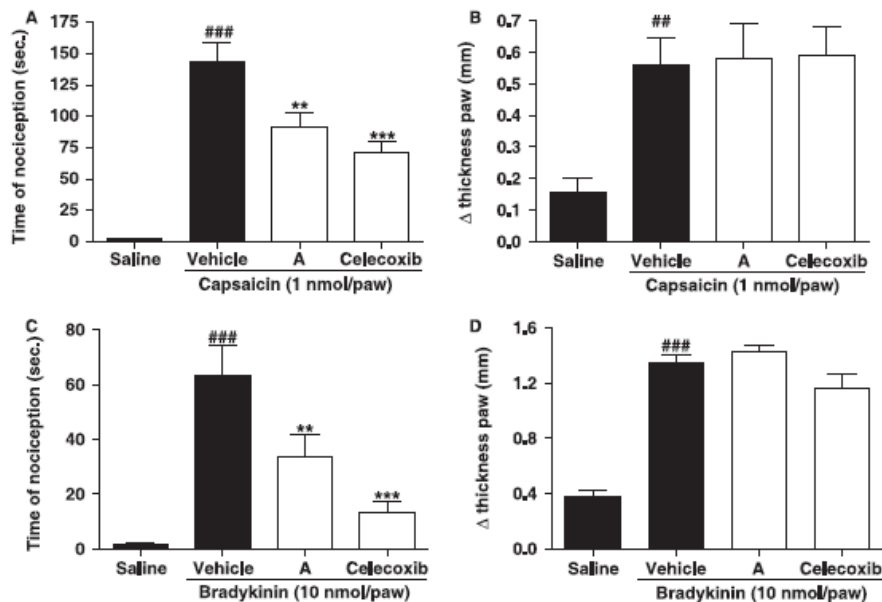 A
Time of nociception (sec.)
175
150
125
100
75
50
25
0
###
**
***
Saline Vehicle A Celecoxib
Capsaicin (1 nmol/paw)
B
Δ thickness paw (mm)
0.7
0.6
0.5
0.4
0.3
0.2
0.1
0.0
##
Saline Vehicle A Celecoxib
Capsaicin (1 nmol/paw)
C
Time of nociception (sec.)
80
60
40
20
0
###
**
***
Saline Vehicle A Celecoxib
Bradykinin (10 nmol/paw)
D
Δ thickness paw (mm)
1.6
1.2
0.8
0.4
0.0
###
Saline Vehicle A Celecoxib
Bradykinin (10 nmol/paw)